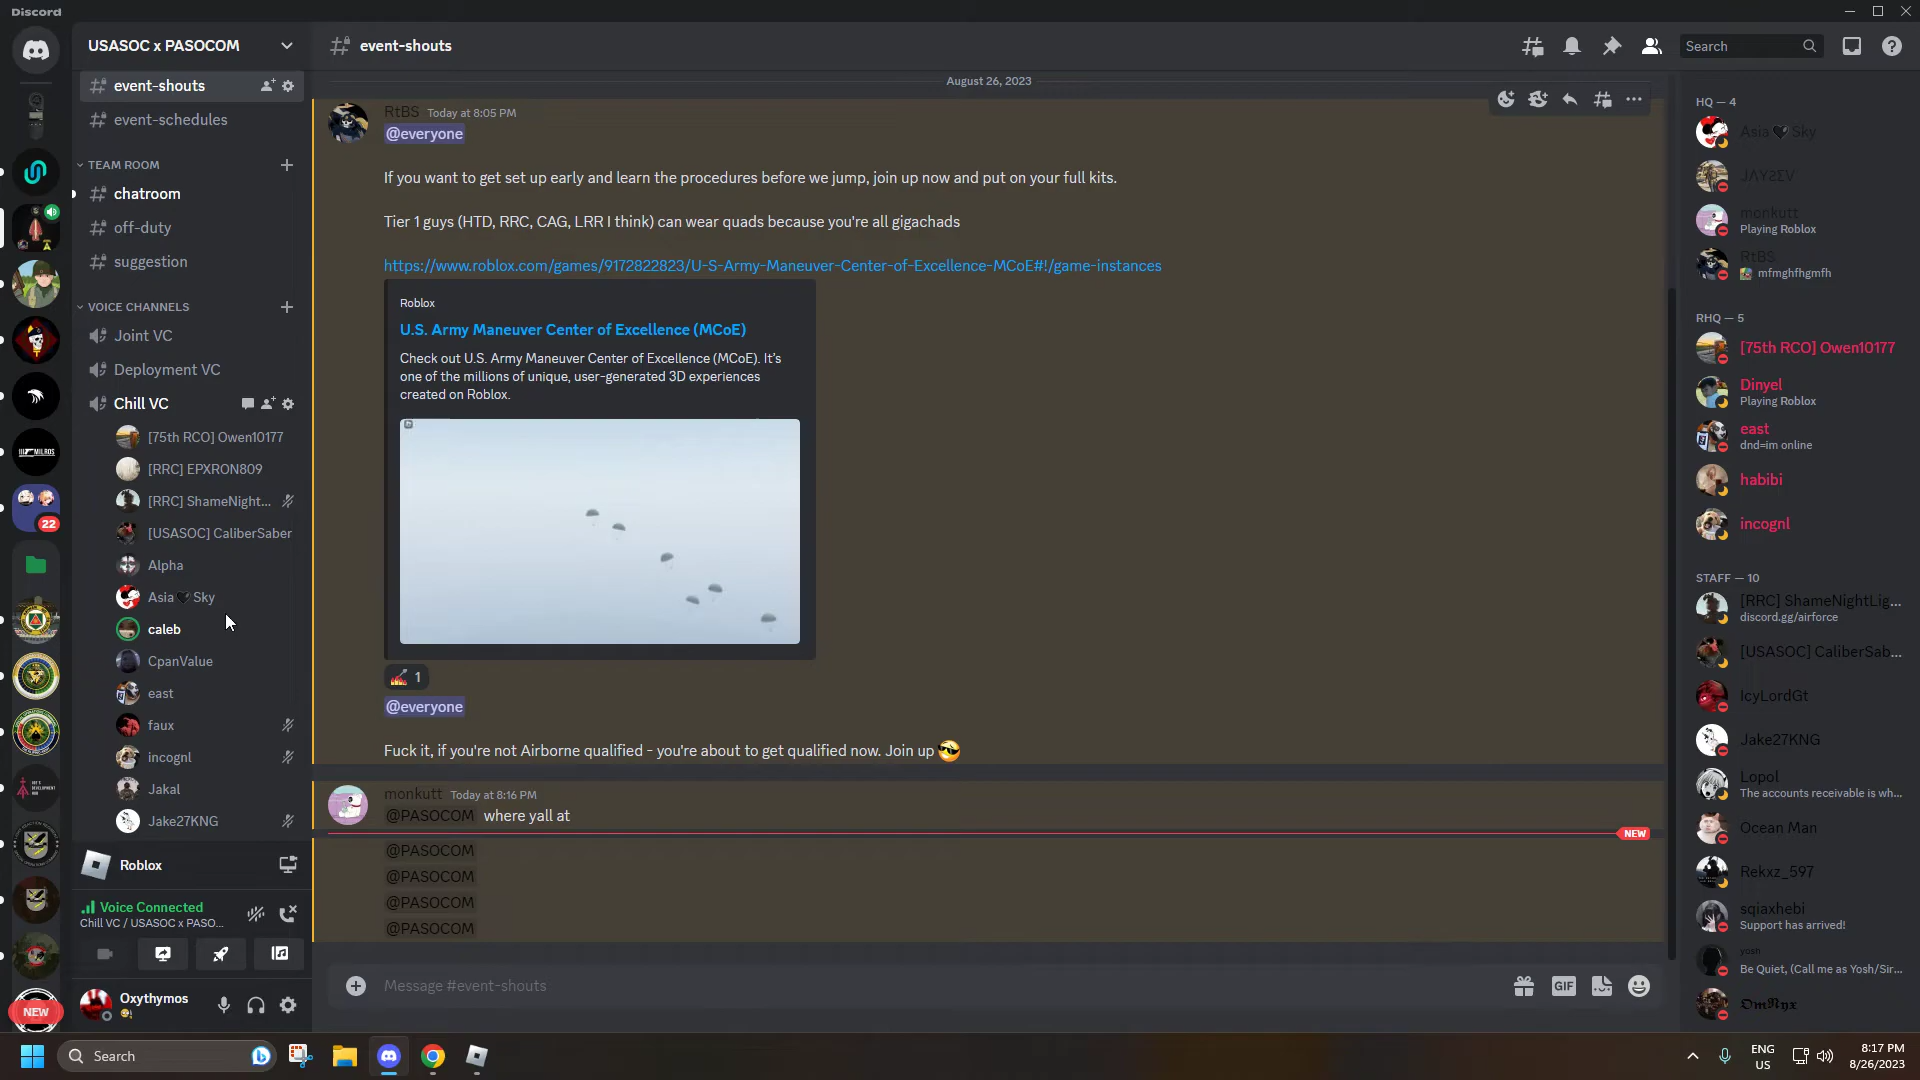 Discord
USASOC x PASOCOM
event-shouts
event-schedules
TEAM ROOM
chatroom
off-duty
suggestion
VOICE CHANNELS
Joint VC
Deployment VC
Chill VC
[75th RCO] Owen10177
[RRC] EPXRON809
[RRC] ShameNight...
[USASOC] CaliberSaber
Alpha
Asia🖤Sky
caleb
CpanValue
east
faux
incognl
Jakal
Jake27KNG
Roblox
Voice Connected
Chill VC / USASOC x PASO...
Oxythymos
22
NEW
event-shouts
Search
August 26, 2023
RtBS Today at 8:05 PM
@everyone
If you want to get set up early and learn the procedures before we jump, join up now and put on your full kits.
Tier 1 guys (HTD, RRC, CAG, LRR I think) can wear quads because you're all gigachads
https://www.roblox.com/games/9172822823/U-S-Army-Maneuver-Center-of-Excellence-MCoE#!/game-instances
Roblox
U.S. Army Maneuver Center of Excellence (MCoE)
Check out U.S. Army Maneuver Center of Excellence (MCoE). It's
one of the millions of unique, user-generated 3D experiences
created on Roblox.
1
@everyone
Fuck it, if you're not Airborne qualified - you're about to get qualified now. Join up 😎
monkutt Today at 8:16 PM
@PASOCOM where yall at
NEW
@PASOCOM
@PASOCOM
@PASOCOM
@PASOCOM
Message #event-shouts
GIF
HQ — 4
Asia🖤Sky
JΛY2ΣV
monkutt
Playing Roblox
RtBS
mfmghfhgmfh
RHQ — 5
[75th RCO] Owen10177
Dinyel
Playing Roblox
east
dnd=im online
habibi
incognl
STAFF — 10
[RRC] ShameNightLig...
discord.gg/airforce
[USASOC] CaliberSab...
IcyLordGt
Jake27KNG
Lopol
The accounts receivable is wh...
Ocean Man
Rekxz_597
sqiaxhebi
Support has arrived!
yosh
Be Quiet, (Call me as Yosh/Sir...
Search
ENG
US
8:17 PM
8/26/2023